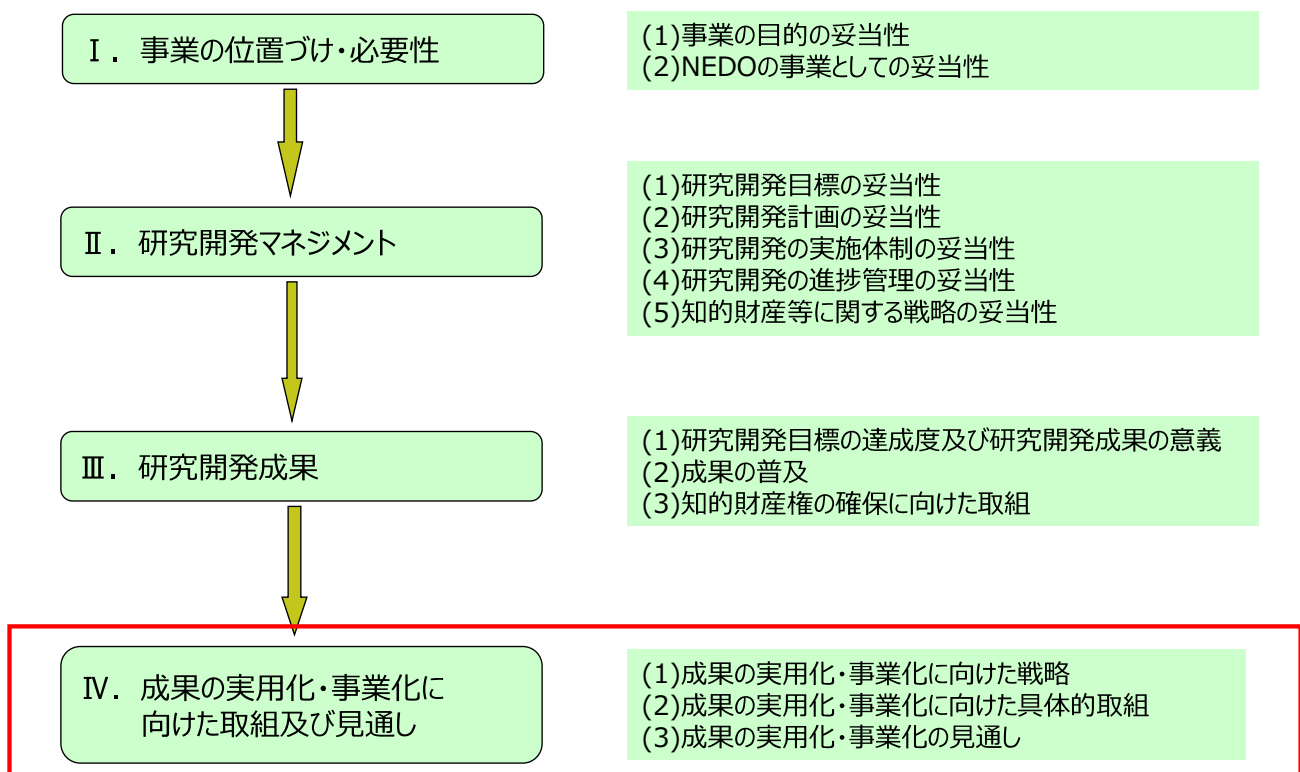 Ⅰ．事業の位置づけ・必要性
(1)事業の目的の妥当性
(2)NEDOの事業としての妥当性
Ⅱ．研究開発マネジメント
(1)研究開発目標の妥当性
(2)研究開発計画の妥当性
(3)研究開発の実施体制の妥当性
(4)研究開発の進捗管理の妥当性
(5)知的財産等に関する戦略の妥当性
Ⅲ．研究開発成果
(1)研究開発目標の達成度及び研究開発成果の意義
(2)成果の普及
(3)知的財産権の確保に向けた取組
Ⅳ．成果の実用化・事業化に
向けた取組及び見通し
(1)成果の実用化・事業化に向けた戦略
(2)成果の実用化・事業化に向けた具体的取組
(3)成果の実用化・事業化の見通し